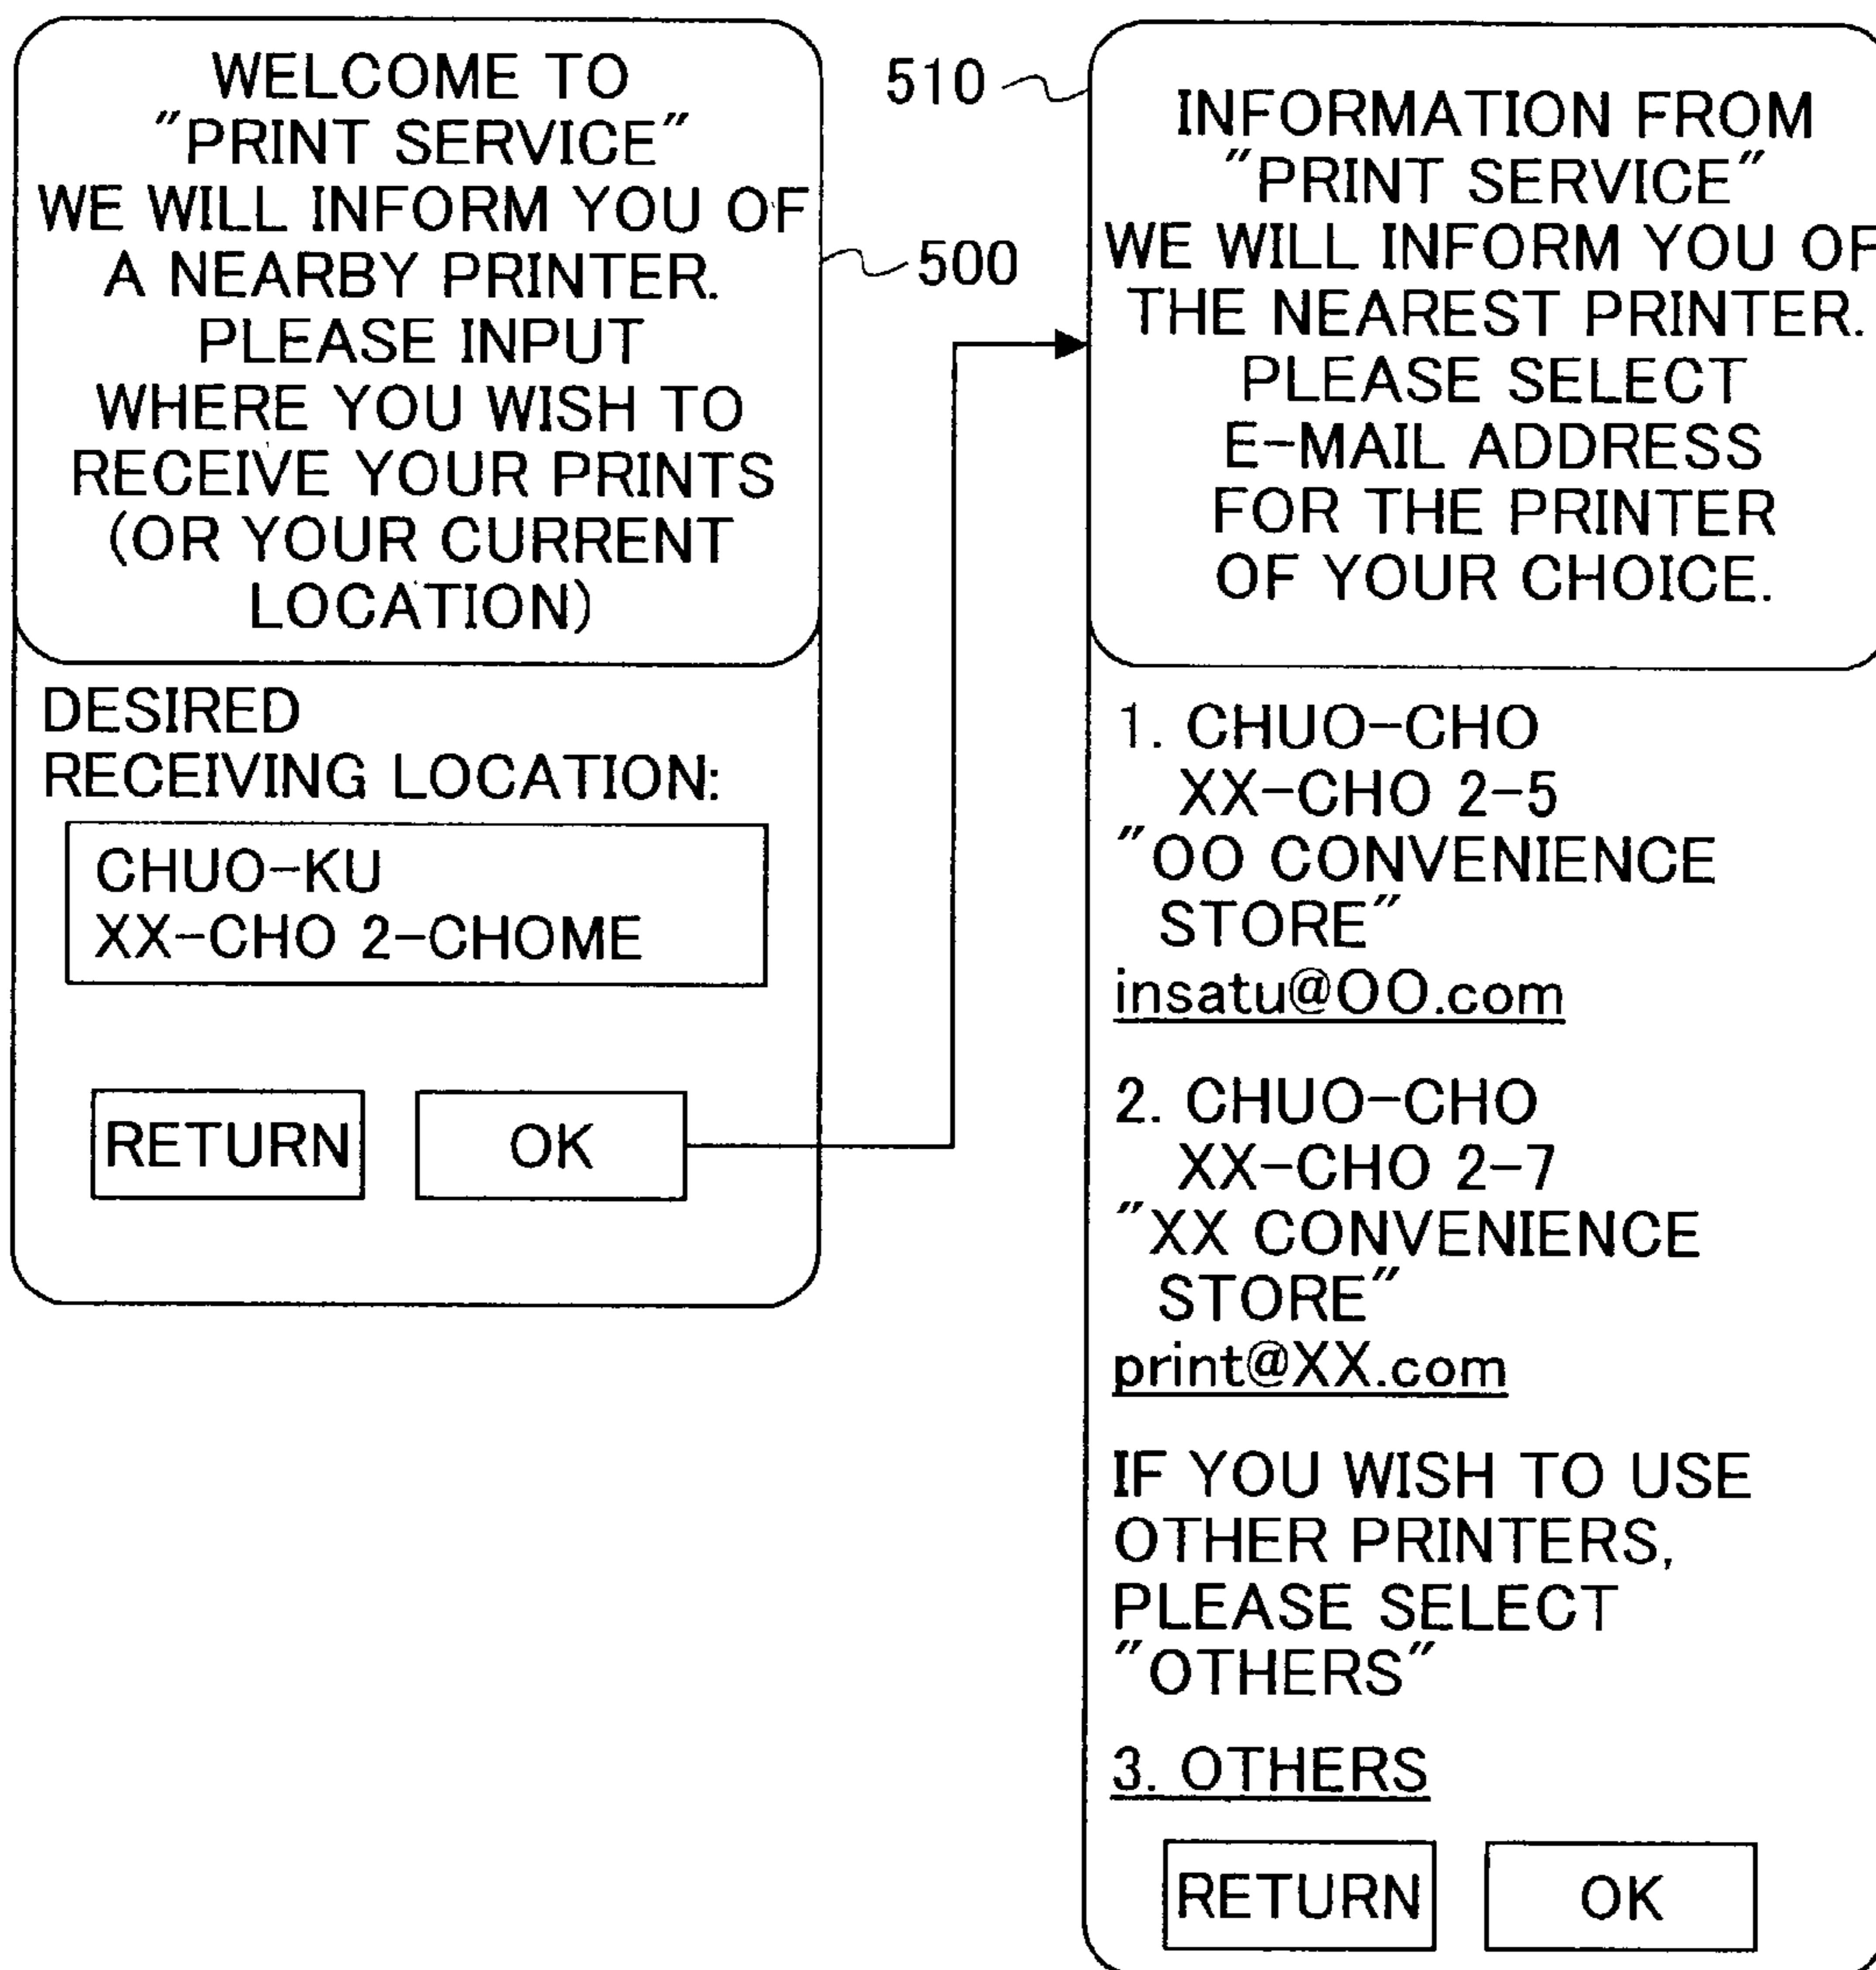 WELCOME TO
"PRINT SERVICE"
WE WILL INFORM YOU OF
A NEARBY PRINTER.
PLEASE INPUT
WHERE YOU WISH TO
RECEIVE YOUR PRINTS
(OR YOUR CURRENT
LOCATION)
500
DESIRED
RECEIVING LOCATION:
CHUO-KU
XX-CHO 2-CHOME
RETURN
OK
510
INFORMATION FROM
"PRINT SERVICE"
WE WILL INFORM YOU OF
THE NEAREST PRINTER.
PLEASE SELECT
E-MAIL ADDRESS
FOR THE PRINTER
OF YOUR CHOICE.
1. CHUO-CHO
XX-CHO 2-5
"OO CONVENIENCE
STORE"
insatu@OO.com
2. CHUO-CHO
XX-CHO 2-7
"XX CONVENIENCE
STORE"
print@XX.com
IF YOU WISH TO USE
OTHER PRINTERS,
PLEASE SELECT
"OTHERS"
3. OTHERS
RETURN
OK